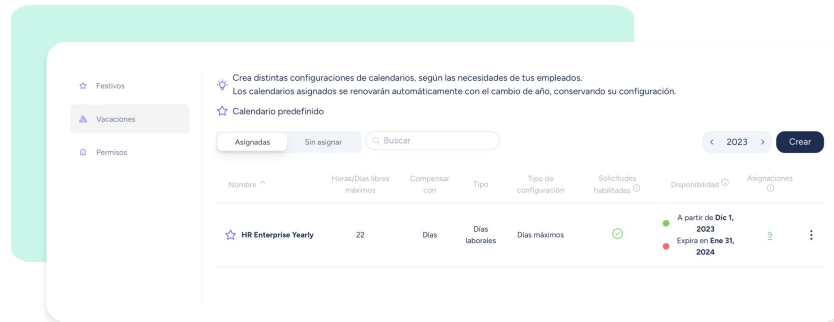 Crea distintas configuraciones de calendarios, según las necesidades de tus empleados.
Los calendarios asignados se renovarán automáticamente con el cambio de año, conservando su configuración.
Calendario predefinido
Festivos
Vacaciones
Permisos
Asignadas Sin asignar Buscar < 2023 > Crear
Nombre Horas/Días libres máximos Compensar con Tipo Tipo de configuración Solicitudes habilitadas Disponibilidad Asignaciones
HR Enterprise Yearly 22 Días Días laborales Días máximos A partir de Dic 1, 2023 Expira en Ene 31, 2024 9